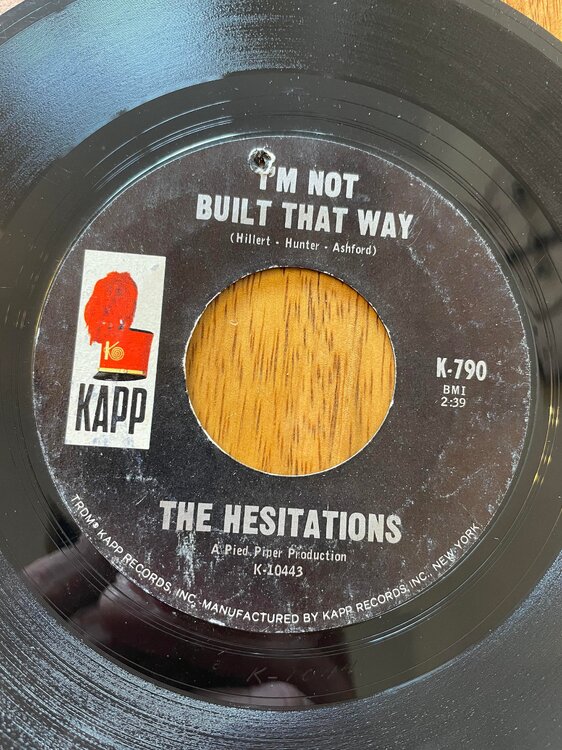 I'M NOT
BUILT THAT WAY
(Hillert - Hunter - Ashford)
K
KAPP
K-790
BMI
2:39
THE HESITATIONS
A Pied Piper Production
K-10443
TRDMS KAPP RECORDS, INC.-MANUFACTURED BY KAPP RECORDS INC., NEW YORK.